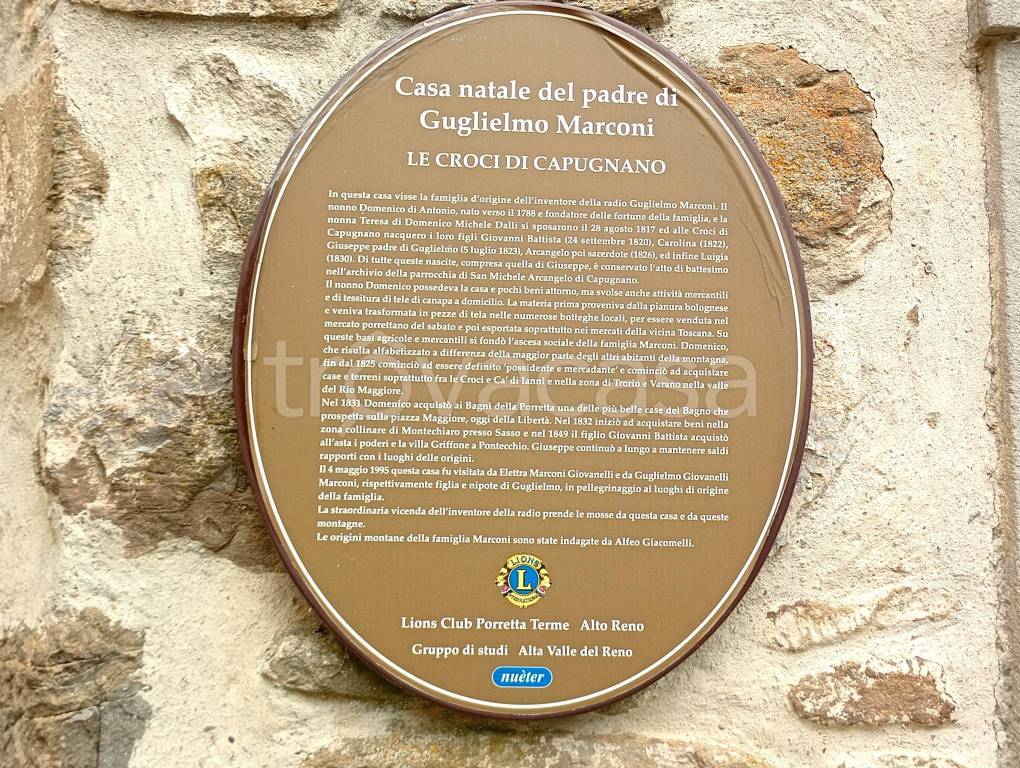 Casa natale del padre di
Guglielmo Marconi
LE CROCI DI CAPUGNANO
In questa casa visse la famiglia d'origine dell'inventore della radio Guglielmo Marconi. Il
nonno Domenico di Antonio, nato verso il 1788 e fondatore delle fortune della famiglia, e la
nonna Teresa di Domenico Michele Dalli si sposarono il 28 agosto 1817 ed alle Croci di
Capugnano nacquero i loro figli Giovanni Battista (24 settembre 1820), Carolina (1822),
Giuseppe padre di Guglielmo (5 luglio 1823), Arcangelo poi sacerdote (1826), ed infine Luigia
(1830). Di tutte queste nascite, compresa quella di Giuseppe, è conservato l'atto di battesimo
nell'archivio della parrocchia di San Michele Arcangelo di Capugnano.
Il nonno Domenico possedeva la casa e pochi beni attorno, ma svolse anche attività mercantili
e di tessitura di tele di canapa a domicilio. La materia prima proveniva dalla pianura bolognese
e veniva trasformata in pezze di tela nelle numerose botteghe locali, per essere venduta nel
mercato porrettano del sabato e poi esportata soprattutto nei mercati della vicina Toscana. Su
queste basi agricole e mercantili si fondò l'ascesa sociale della famiglia Marconi. Domenico,
che risulta alfabetizzato a differenza della maggior parte degli altri abitanti della montagna,
fin dal 1825 cominciò ad essere definito 'possidente e mercadante' e cominciò ad acquistare
case e terreni soprattutto fra le Croci e Ca' di Ianni e nella zona di Trorio e Varano nella valle
del Rio Maggiore.
Nel 1831 Domenico acquistò ai Bagni della Porretta una delle più belle case del Bagno che
prospetta sulla piazza Maggiore, oggi della Libertà. Nel 1832 iniziò ad acquistare beni nella
zona collinare di Montechiaro presso Sasso e nel 1849 il figlio Giovanni Battista acquistò
all'asta i poderi e la villa Griffone a Pontecchio. Giuseppe continuò a lungo a mantenere saldi
rapporti con i luoghi delle origini.
Il 4 maggio 1995 questa casa fu visitata da Elettra Marconi Giovanelli e da Guglielmo Giovanelli
Marconi, rispettivamente figlia e nipote di Guglielmo, in pellegrinaggio ai luoghi di origine
della famiglia.
La straordinaria vicenda dell'inventore della radio prende le mosse da questa casa e da queste
montagne.
Le origini montane della famiglia Marconi sono state indagate da Alfeo Giacomelli.
LIONS
L
INTERNATIONAL
Lions Club Porretta Terme Alto Reno
Gruppo di studi Alta Valle del Reno
nuèter
trovacasa